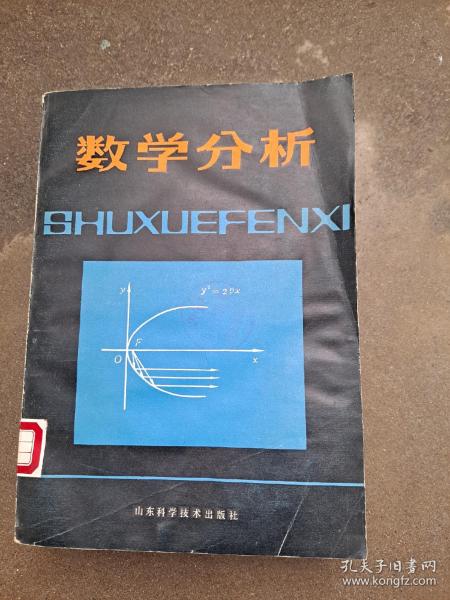 数学分析
SHUXUEFENXI
y
y² = 2px
F
O
x
山东科学技术出版社
孔夫子旧书网
www.kongfz.com